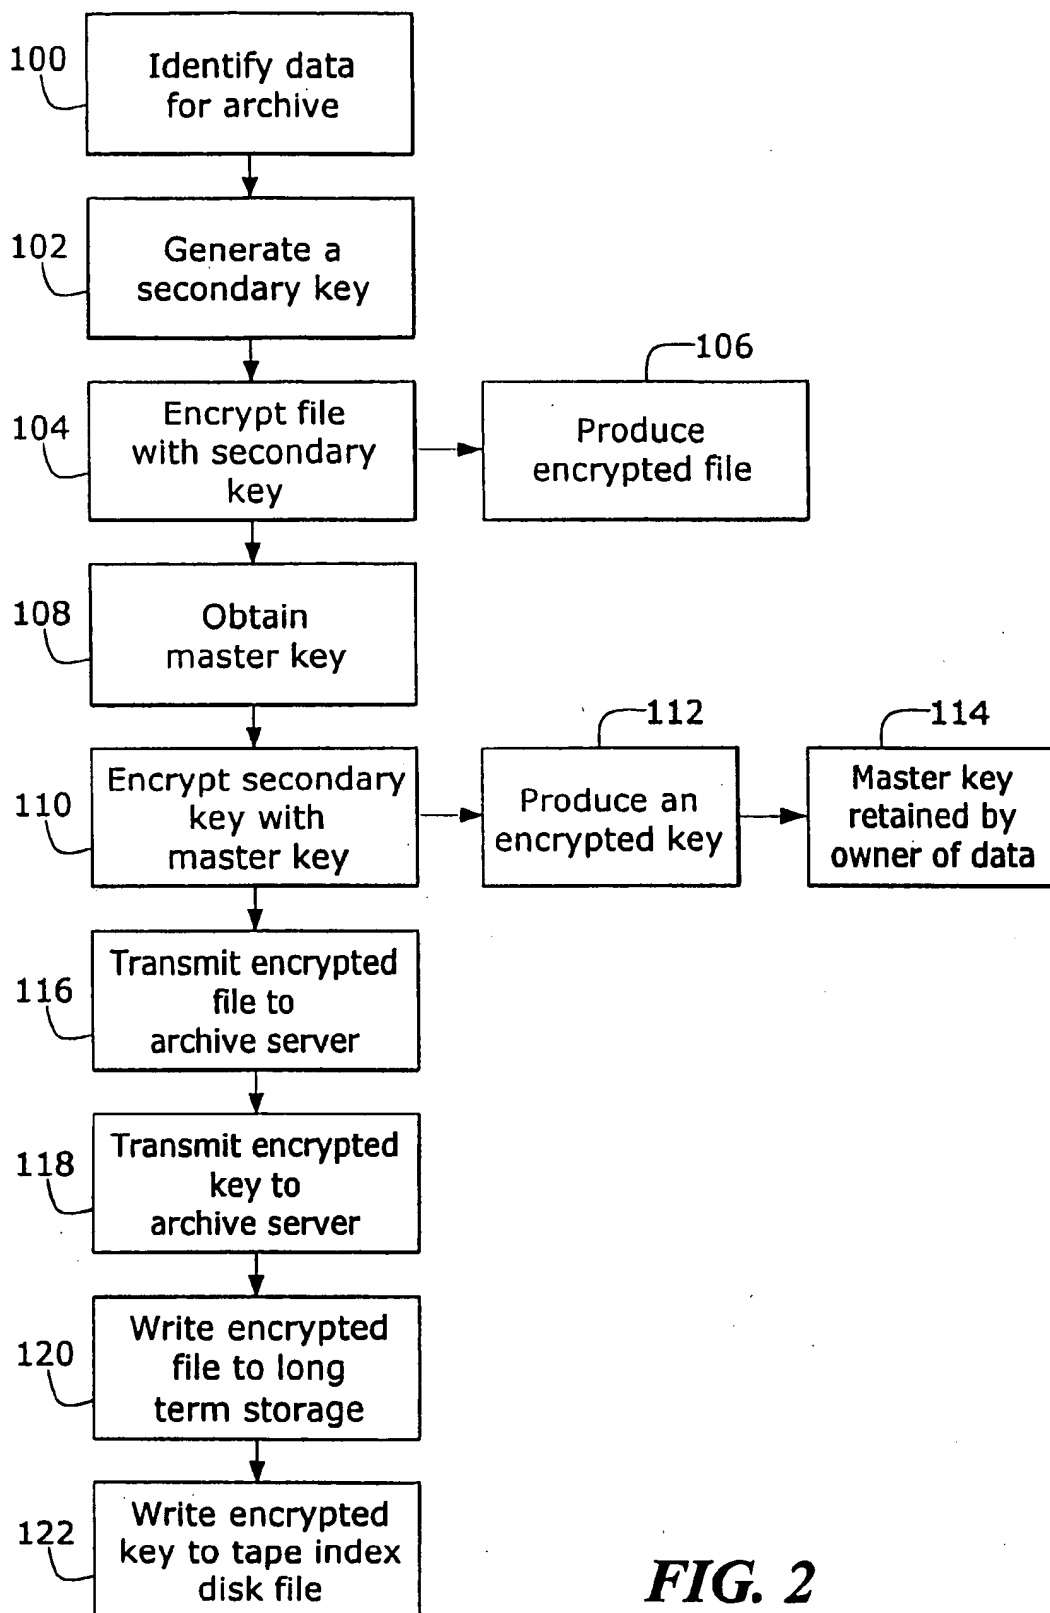 100
Identify data
for archive
102
Generate a
secondary key
104
Encrypt file
with secondary
key
106
Produce
encrypted file
108
Obtain
master key
110
Encrypt secondary
key with
master key
112
Produce an
encrypted key
114
Master key
retained by
owner of data
116
Transmit encrypted
file to
archive server
118
Transmit encrypted
key to
archive server
120
Write encrypted
file to long
term storage
122
Write encrypted
key to tape index
disk file
FIG. 2